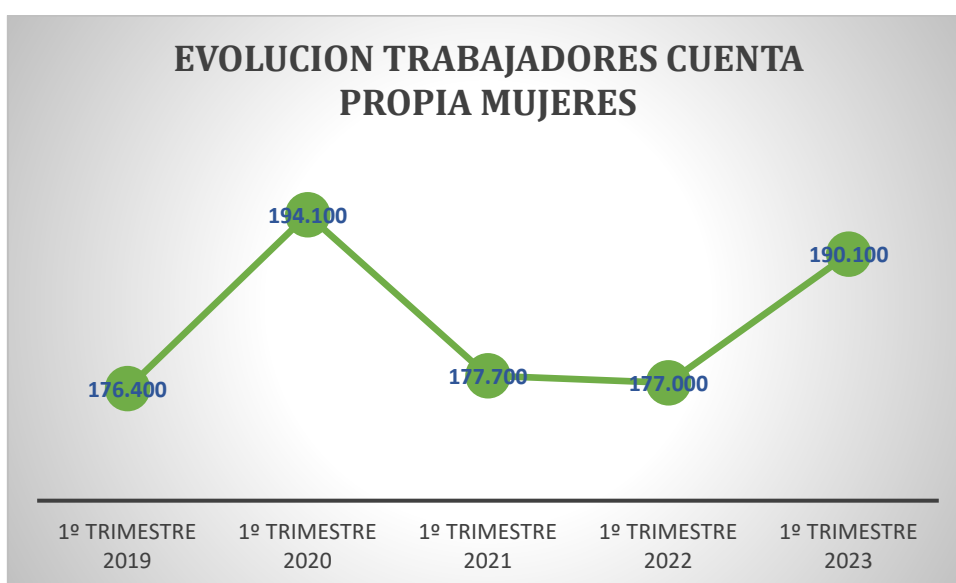 EVOLUCION TRABAJADORES CUENTA
PROPIA MUJERES
194.100
190.100
176.400
177.700
177.000
1º TRIMESTRE
2019
1º TRIMESTRE
2020
1º TRIMESTRE
2021
1º TRIMESTRE
2022
1º TRIMESTRE
2023